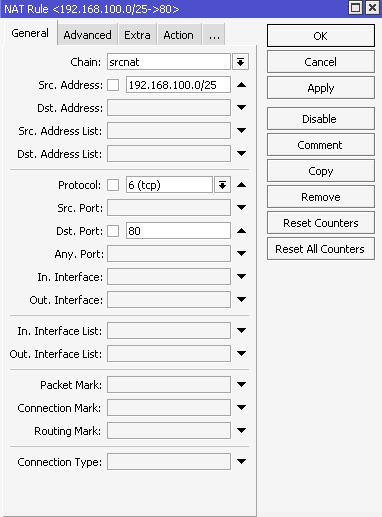 NAT Rule <192.168.100.0/25->80>
General Advanced Extra Action ...
Chain: srcnat
Src. Address: 192.168.100.0/25
Dst. Address:
Src. Address List:
Dst. Address List:
Protocol: 6 (tcp)
Src. Port:
Dst. Port: 80
Any. Port:
In. Interface:
Out. Interface:
In. Interface List:
Out. Interface List:
Packet Mark:
Connection Mark:
Routing Mark:
Connection Type:
OK
Cancel
Apply
Disable
Comment
Copy
Remove
Reset Counters
Reset All Counters